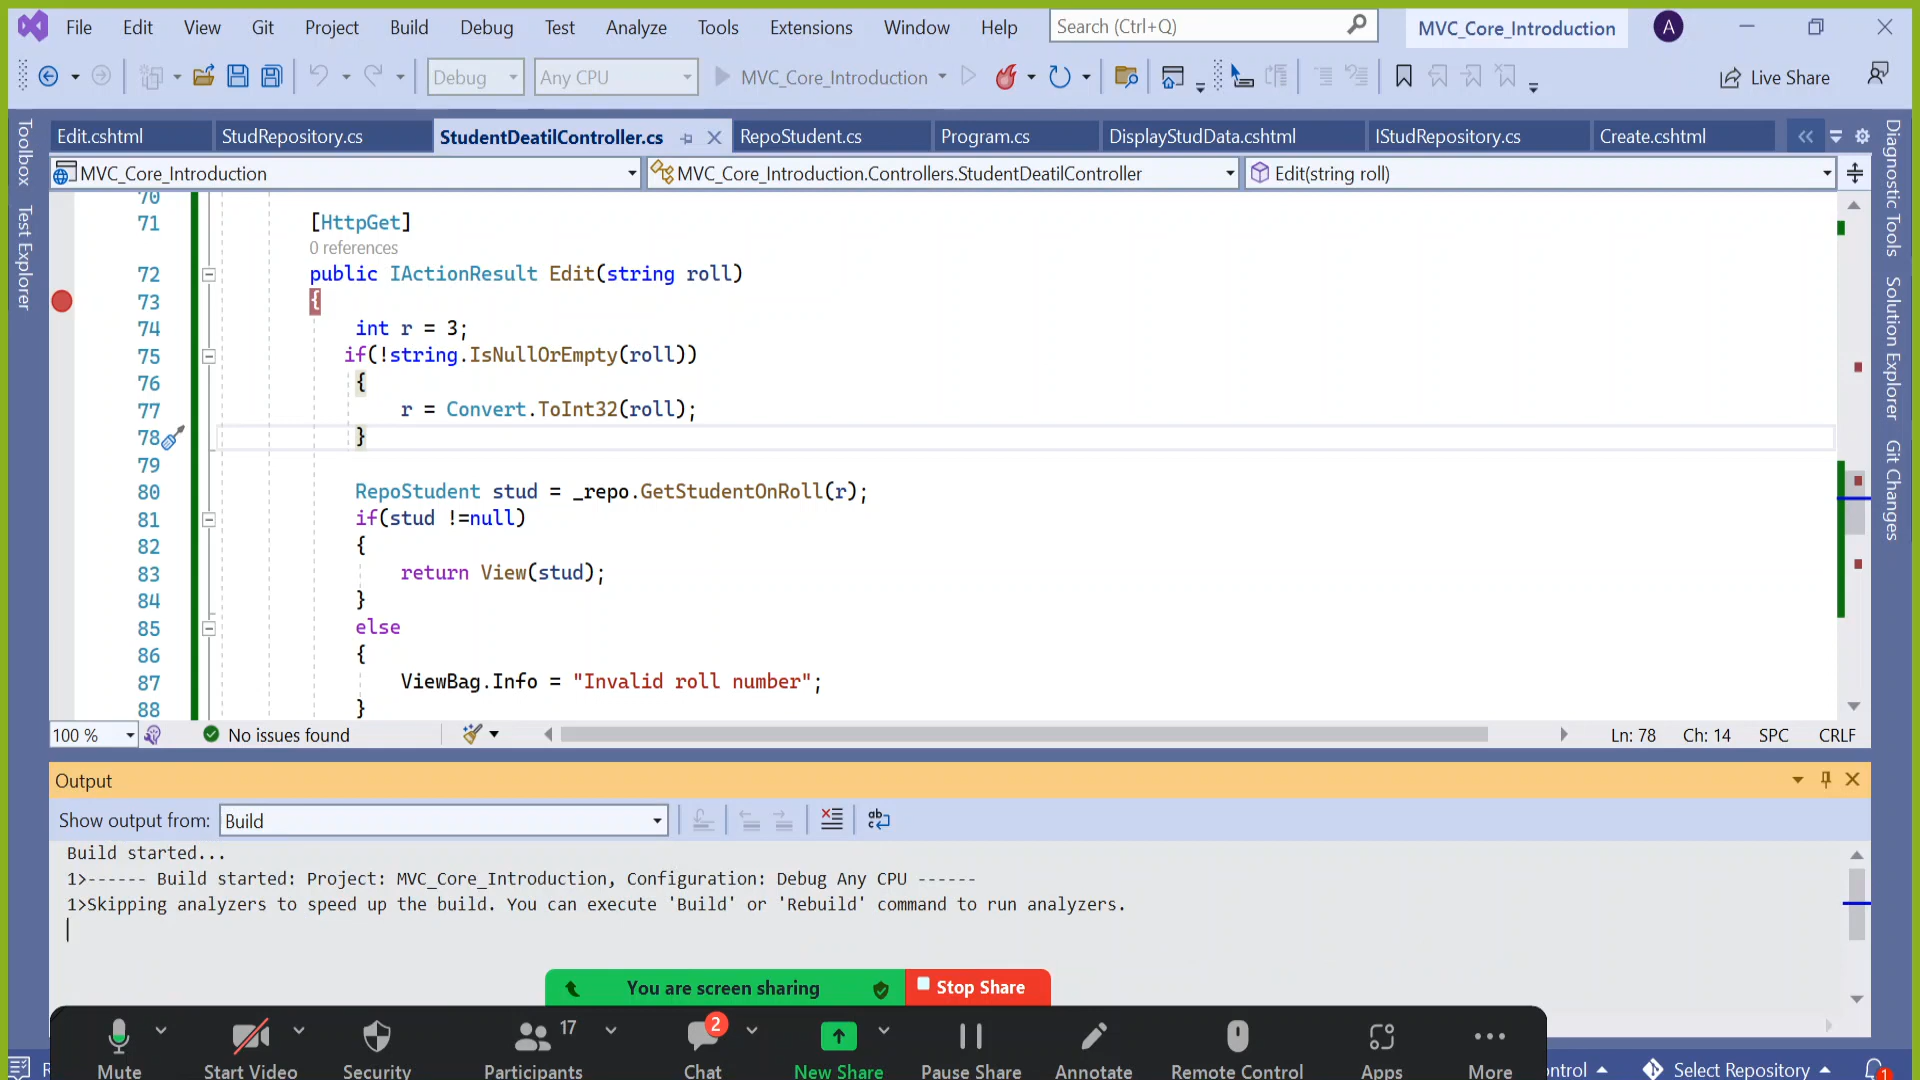 File Edit View Git Project Build Debug Test Analyze Tools Extensions Window Help Search (Ctrl+Q) MVC_Core_Introduction A
Debug Any CPU MVC_Core_Introduction Live Share
Edit.cshtml StudRepository.cs StudentDeatilController.cs RepoStudent.cs Program.cs DisplayStudData.cshtml IStudRepository.cs Create.cshtml
MVC_Core_Introduction MVC_Core_Introduction.Controllers.StudentDeatilController Edit(string roll)
Toolbox
Test Explorer
Diagnostic Tools
Solution Explorer
Git Changes
70
71 [HttpGet]
0 references
72 public IActionResult Edit(string roll)
73 {
74 int r = 3;
75 if(!string.IsNullOrEmpty(roll))
76 {
77 r = Convert.ToInt32(roll);
78 }
79
80 RepoStudent stud = _repo.GetStudentOnRoll(r);
81 if(stud !=null)
82 {
83 return View(stud);
84 }
85 else
86 {
87 ViewBag.Info = "Invalid roll number";
88 }
100 % No issues found Ln: 78 Ch: 14 SPC CRLF
Output
Show output from: Build
Build started...
1>------ Build started: Project: MVC_Core_Introduction, Configuration: Debug Any CPU ------
1>Skipping analyzers to speed up the build. You can execute 'Build' or 'Rebuild' command to run analyzers.
You are screen sharing Stop Share
17 2
Mute Start Video Security Participants Chat New Share Pause Share Annotate Remote Control Apps More
R ntrol Select Repository 1